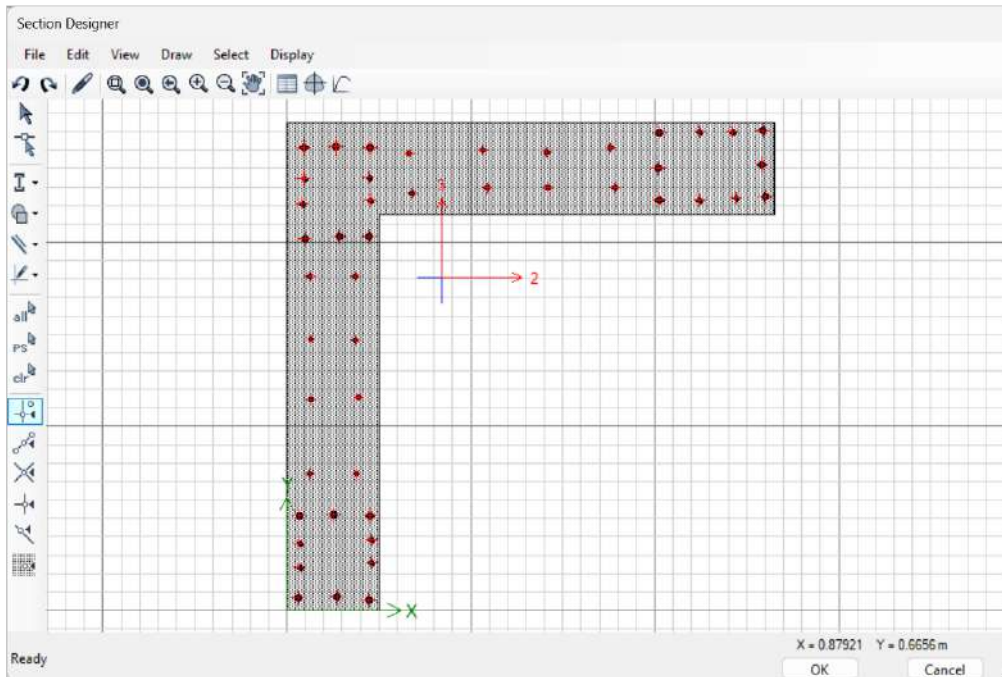 Section Designer
File Edit View Draw Select Display
all
PS
clr
3
2
Y
X
X = 0.87921 Y = 0.6656 m
Ready
OK Cancel